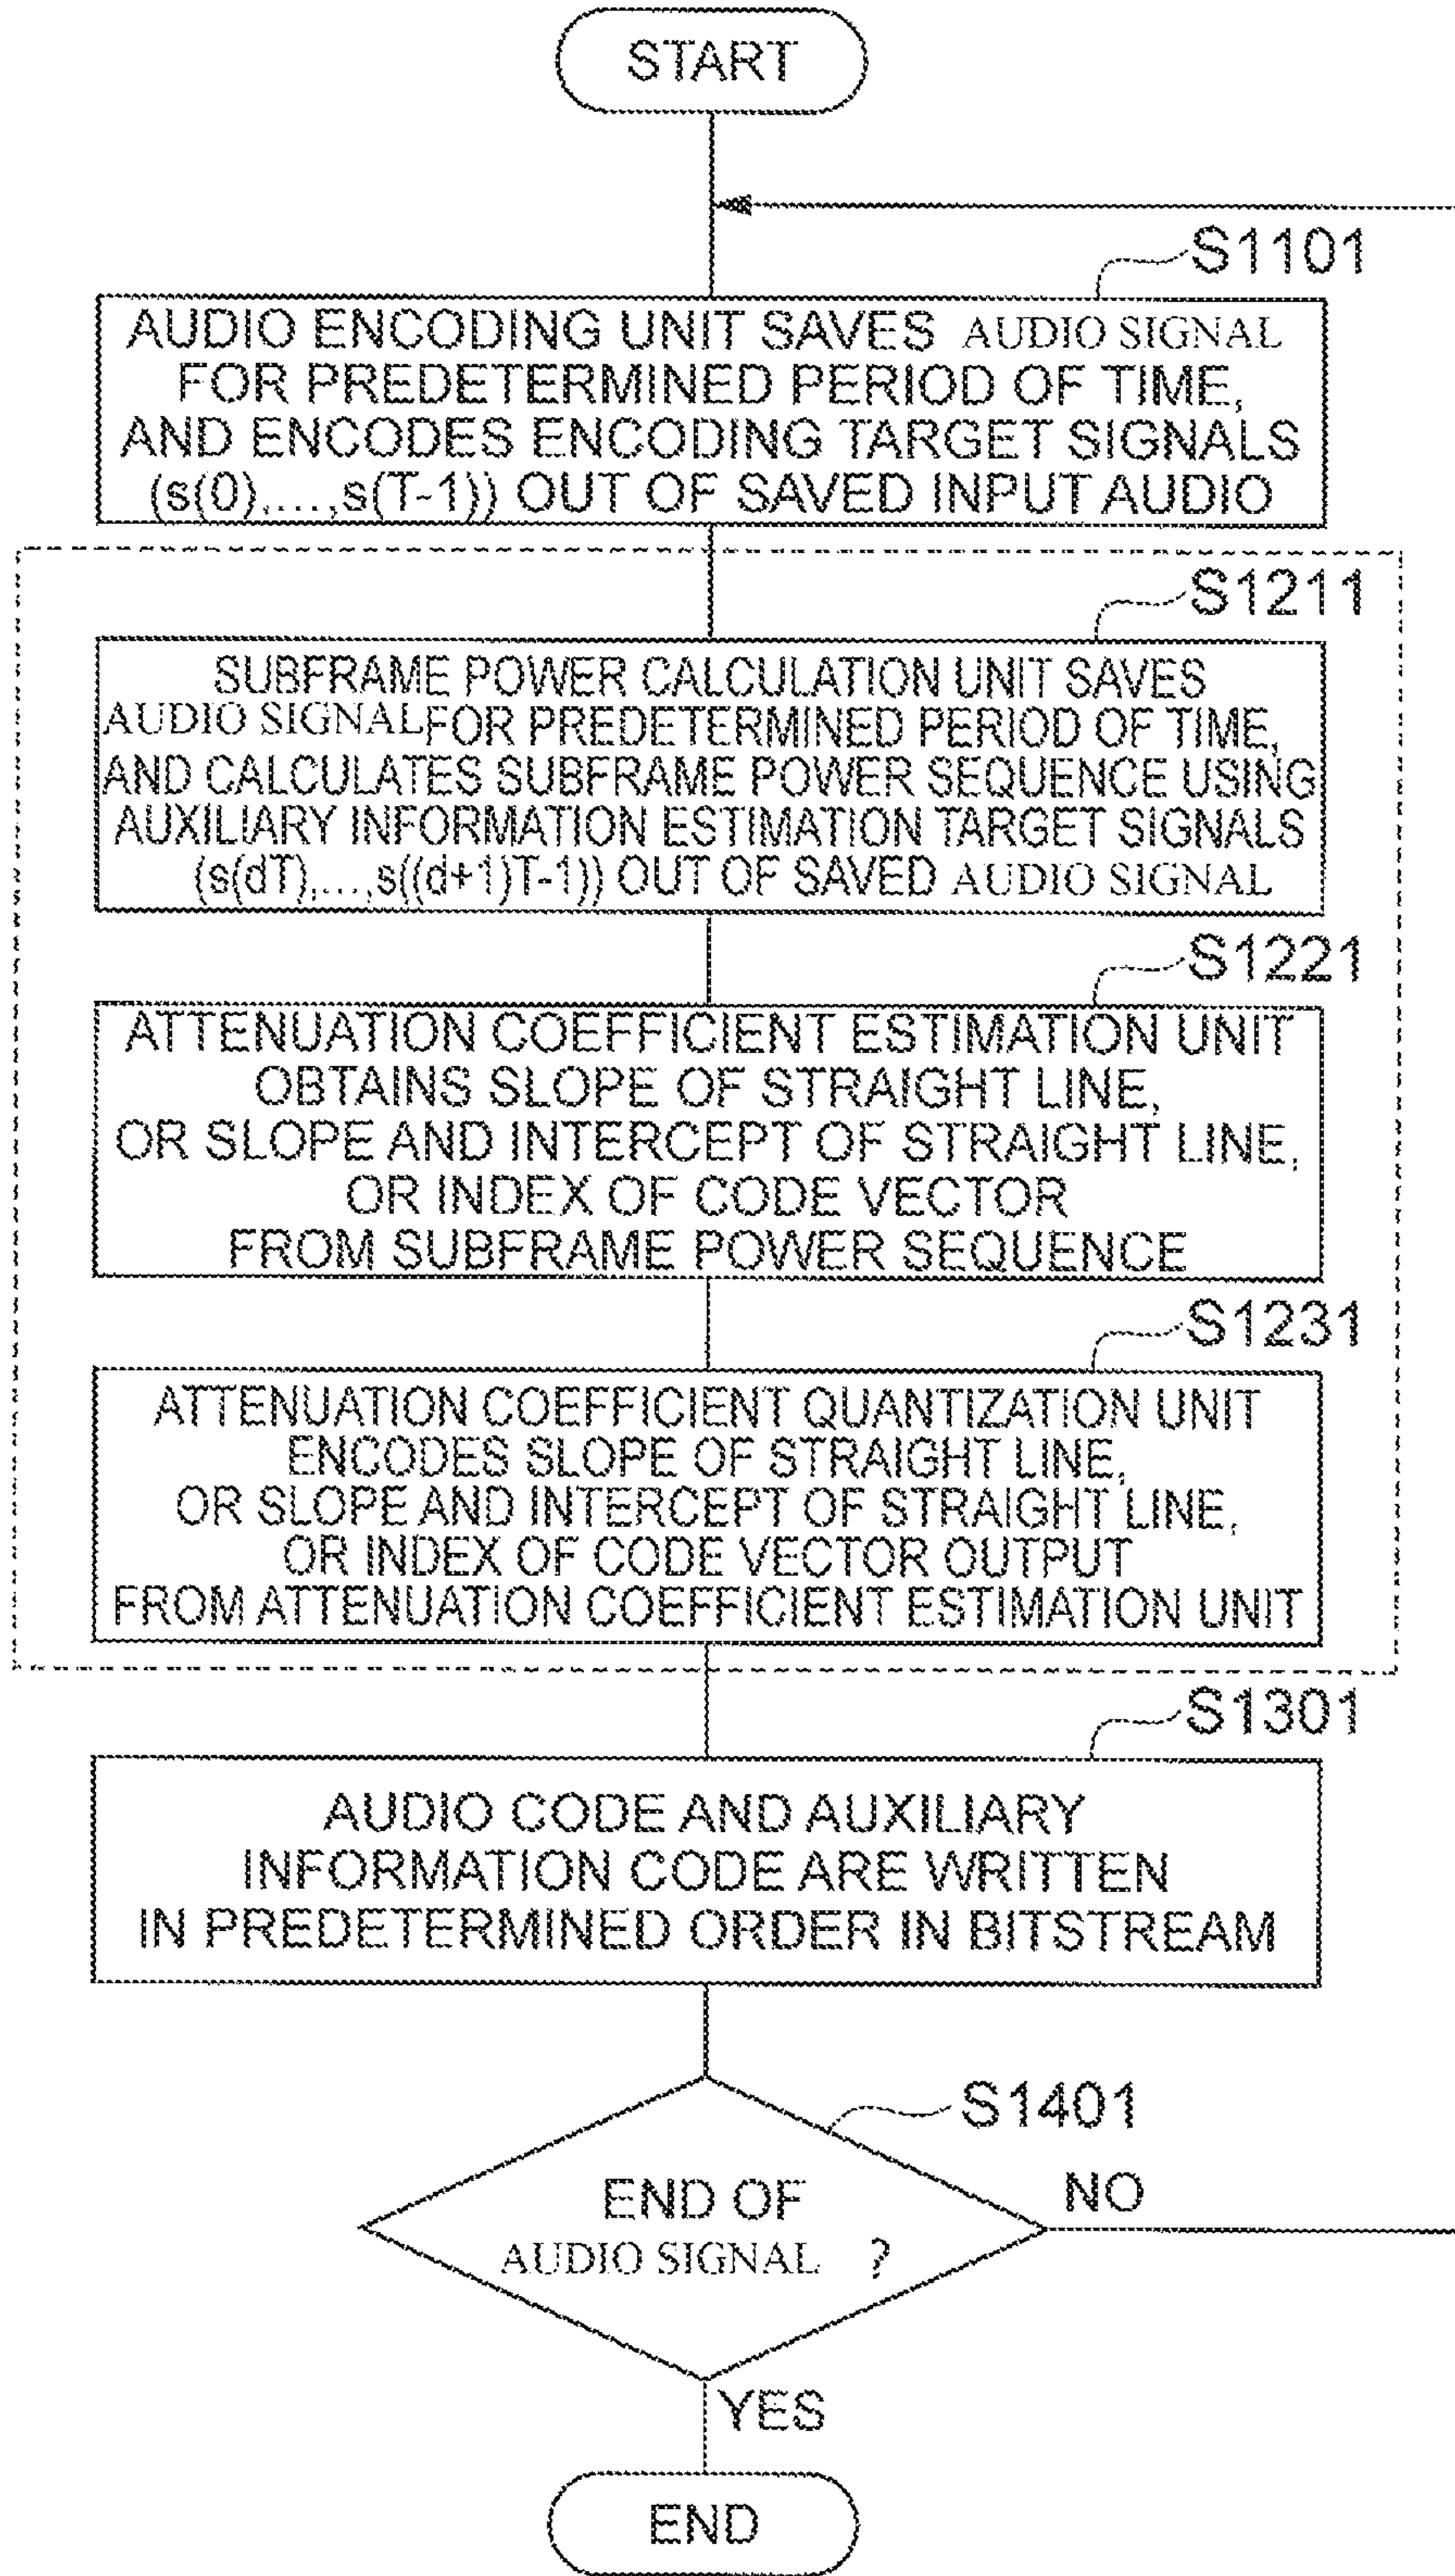 START
S1101
AUDIO ENCODING UNIT SAVES AUDIO SIGNAL
FOR PREDETERMINED PERIOD OF TIME,
AND ENCODES ENCODING TARGET SIGNALS
(s(0),...,s(T-1)) OUT OF SAVED INPUT AUDIO
S1211
SUBFRAME POWER CALCULATION UNIT SAVES
AUDIO SIGNAL FOR PREDETERMINED PERIOD OF TIME,
AND CALCULATES SUBFRAME POWER SEQUENCE USING
AUXILIARY INFORMATION ESTIMATION TARGET SIGNALS
(s(dT),...,s((d+1)T-1)) OUT OF SAVED AUDIO SIGNAL
S1221
ATTENUATION COEFFICIENT ESTIMATION UNIT
OBTAINS SLOPE OF STRAIGHT LINE,
OR SLOPE AND INTERCEPT OF STRAIGHT LINE,
OR INDEX OF CODE VECTOR
FROM SUBFRAME POWER SEQUENCE
S1231
ATTENUATION COEFFICIENT QUANTIZATION UNIT
ENCODES SLOPE OF STRAIGHT LINE,
OR SLOPE AND INTERCEPT OF STRAIGHT LINE,
OR INDEX OF CODE VECTOR OUTPUT
FROM ATTENUATION COEFFICIENT ESTIMATION UNIT
S1301
AUDIO CODE AND AUXILIARY
INFORMATION CODE ARE WRITTEN
IN PREDETERMINED ORDER IN BITSTREAM
S1401
END OF
AUDIO SIGNAL ?
NO
YES
END